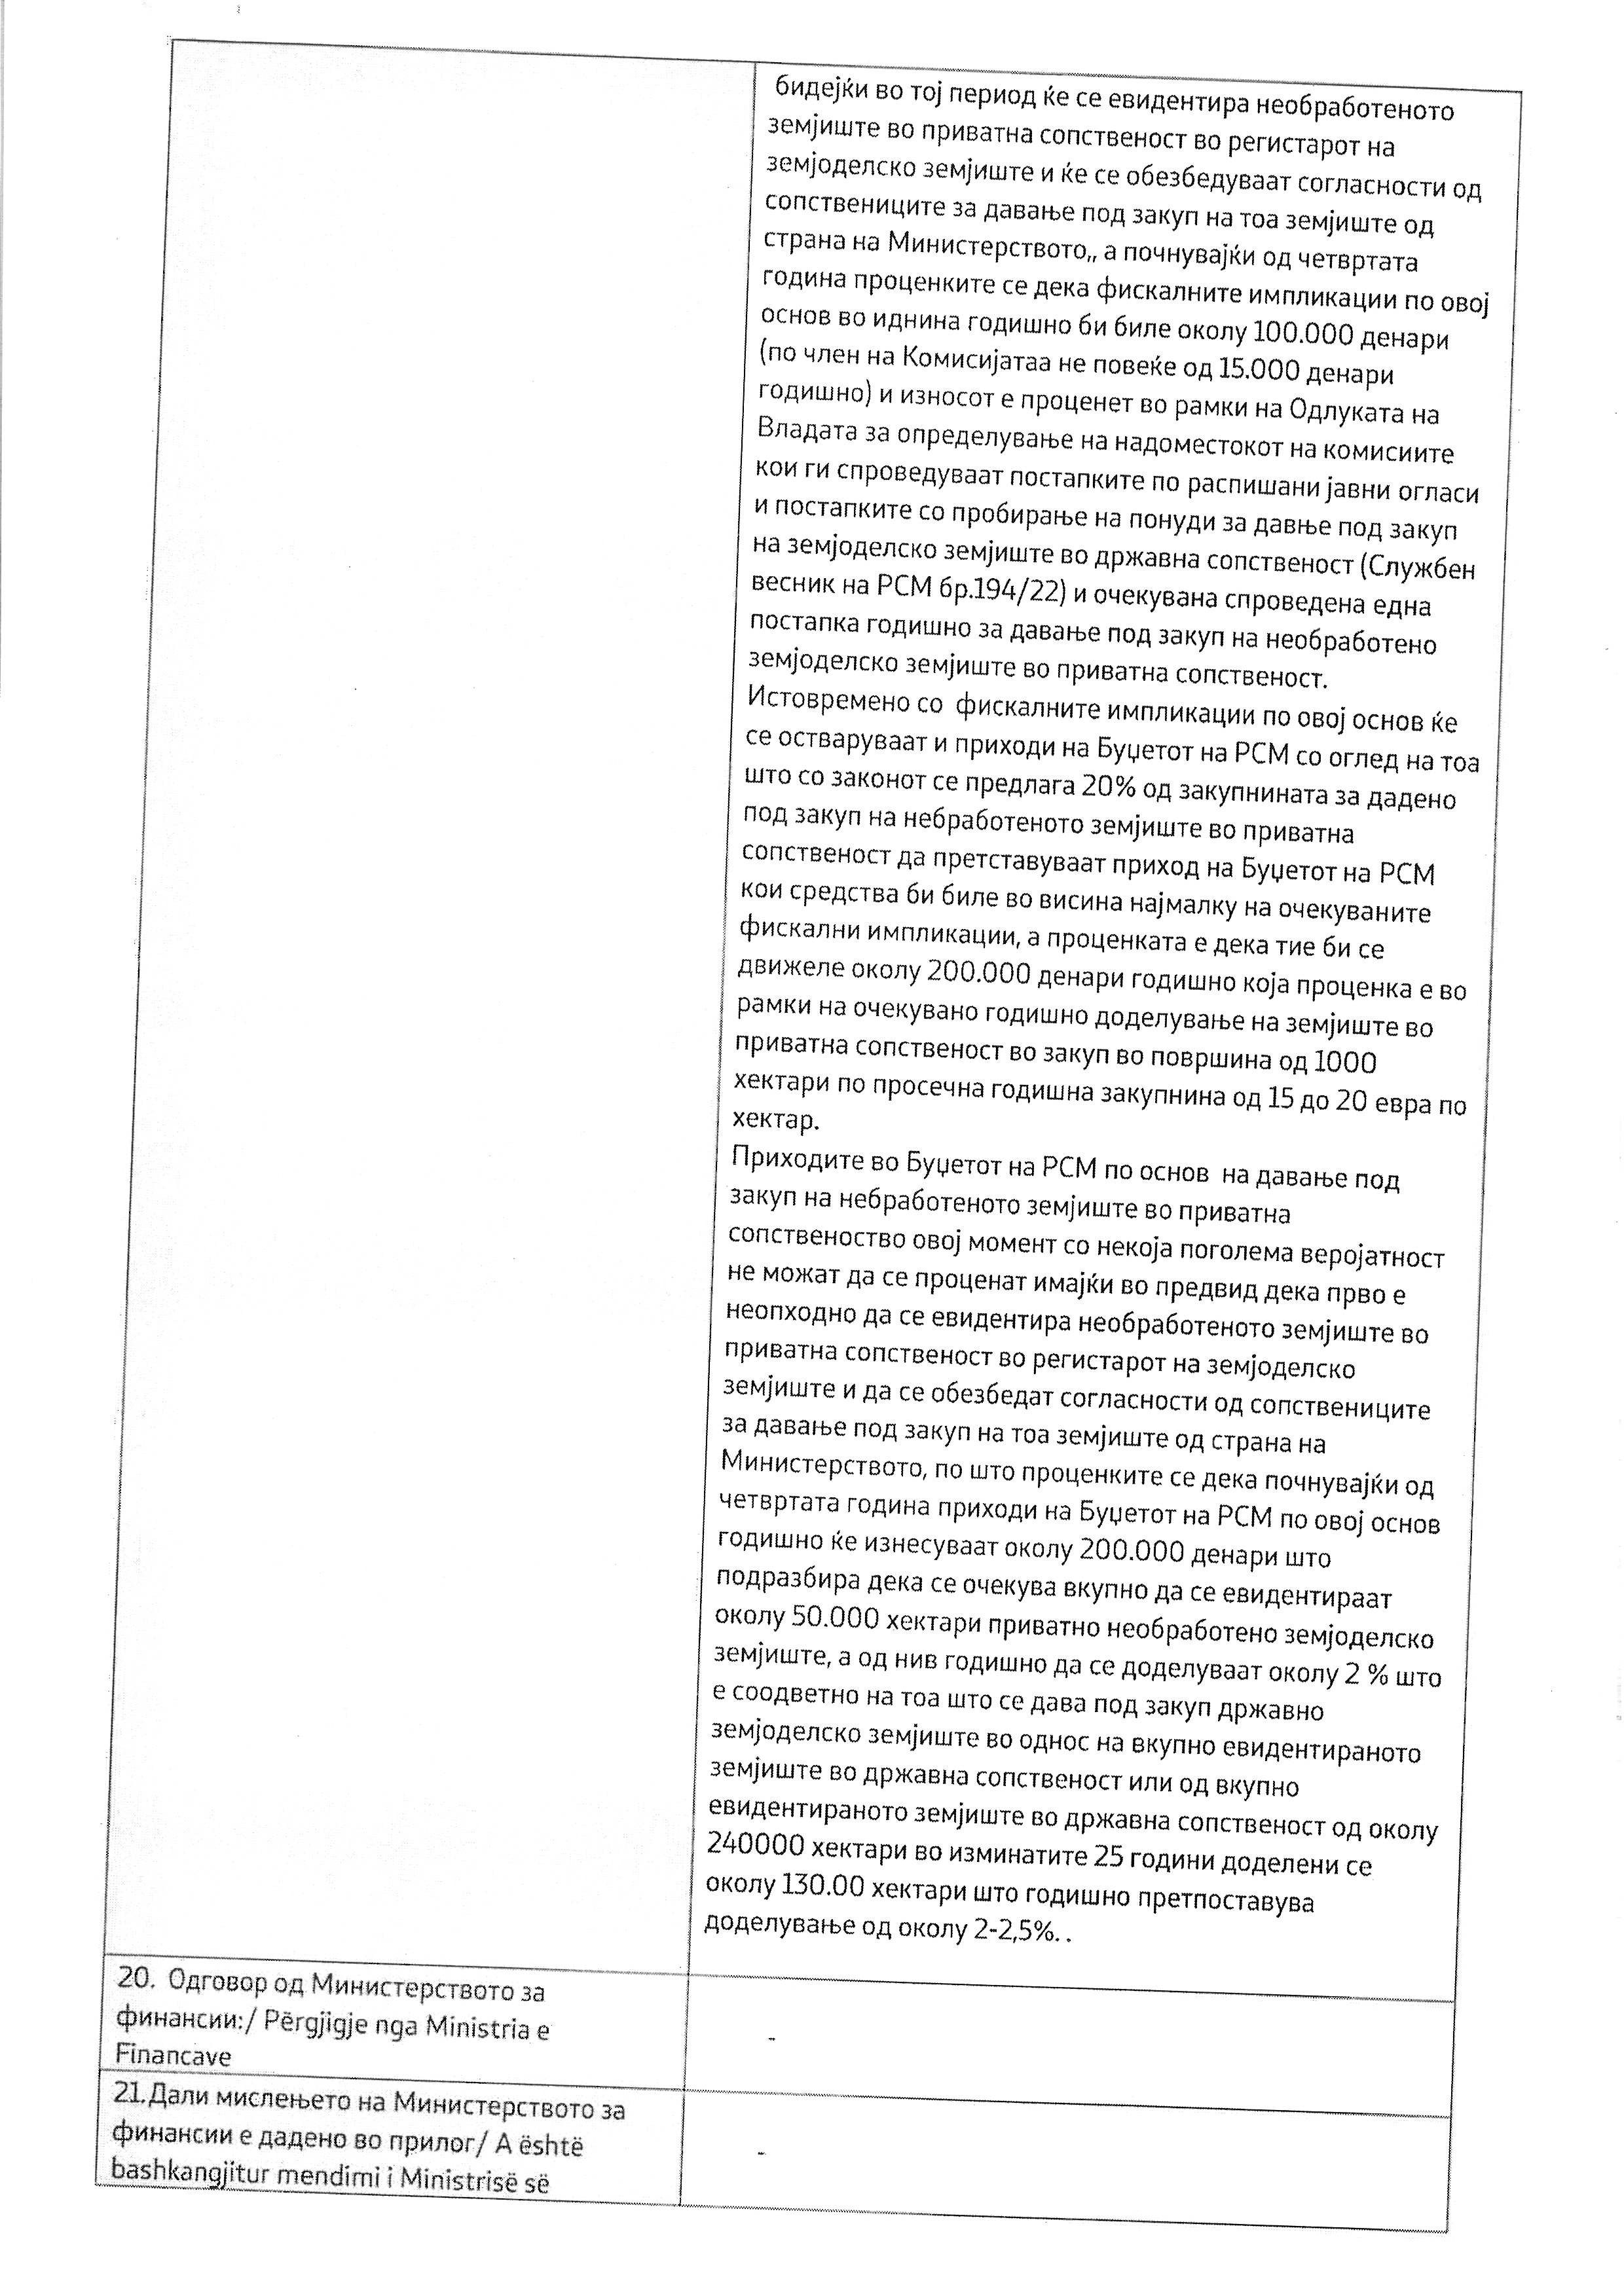 бидејќи во тој период ќе се евидентира необработеното
земјиште во приватна сопственост во регистарот на
земјоделско земјиште и ќе се обезбедуваат согласности од
сопствениците за давање под закуп на тоа земјиште од
страна на Министерството,, а почнувајќи од четвртата
година проценките се дека фискалните импликации по овој
основ во иднина годишно би биле околу 100.000 денари
(по член на Комисијатаа не повеќе од 15.000 денари
годишно) и износот е проценет во рамки на Одлуката на
Владата за определување на надоместокот на комисиите
кои ги спроведуваат постапките по распишани јавни огласи
и постапките со пробирање на понуди за давње под закуп
на земјоделско земјиште во државна сопственост (Службен
весник на РСМ бр.194/22) и очекувана спроведена една
постапка годишно за давање под закуп на необработено
земјоделско земјиште во приватна сопственост.
Истовремено со фискалните импликации по овој основ ќе
се остваруваат и приходи на Буџетот на РСМ со оглед на тоа
што со законот се предлага 20% од закупнината за дадено
под закуп на небработеното земјиште во приватна
сопственост да претставуваат приход на Буџетот на РСМ
кои средства би биле во висина најмалку на очекуваните
фискални импликации, а проценката е дека тие би се
движеле околу 200.000 денари годишно која проценка е во
рамки на очекувано годишно доделување на земјиште во
приватна сопственост во закуп во површина од 1000
хектари по просечна годишна закупнина од 15 до 20 евра по
хектар.
Приходите во Буџетот на РСМ по основ на давање под
закуп на небработеното земјиште во приватна
сопственоство овој момент со некоја поголема веројатност
не можат да се проценат имајќи во предвид дека прво е
неопходно да се евидентира необработеното земјиште во
приватна сопственост во регистарот на земјоделско
земјиште и да се обезбедат согласности од сопствениците
за давање под закуп на тоа земјиште од страна на
Министерството, по што проценките се дека почнувајќи од
четвртата година приходи на Буџетот на РСМ по овој основ
годишно ќе изнесуваат околу 200.000 денари што
подразбира дека се очекува вкупно да се евидентираат
околу 50.000 хектари приватно необработено земјоделско
земјиште, а од нив годишно да се доделуваат околу 2 % што
е соодветно на тоа што се дава под закуп државно
земјоделско земјиште во однос на вкупно евидентираното
земјиште во државна сопственост или од вкупно
евидентираното земјиште во државна сопственост од околу
240000 хектари во изминатите 25 години доделени се
околу 130.00 хектари што годишно претпоставува
доделување од околу 2-2,5%. .
20. Одговор од Министерството за
финансии:/ Përgjigje nga Ministria e
Financave
-
21.Дали мислењето на Министерството за
финансии е дадено во прилог/ A është
bashkangjitur mendimi i Ministrisë së
-